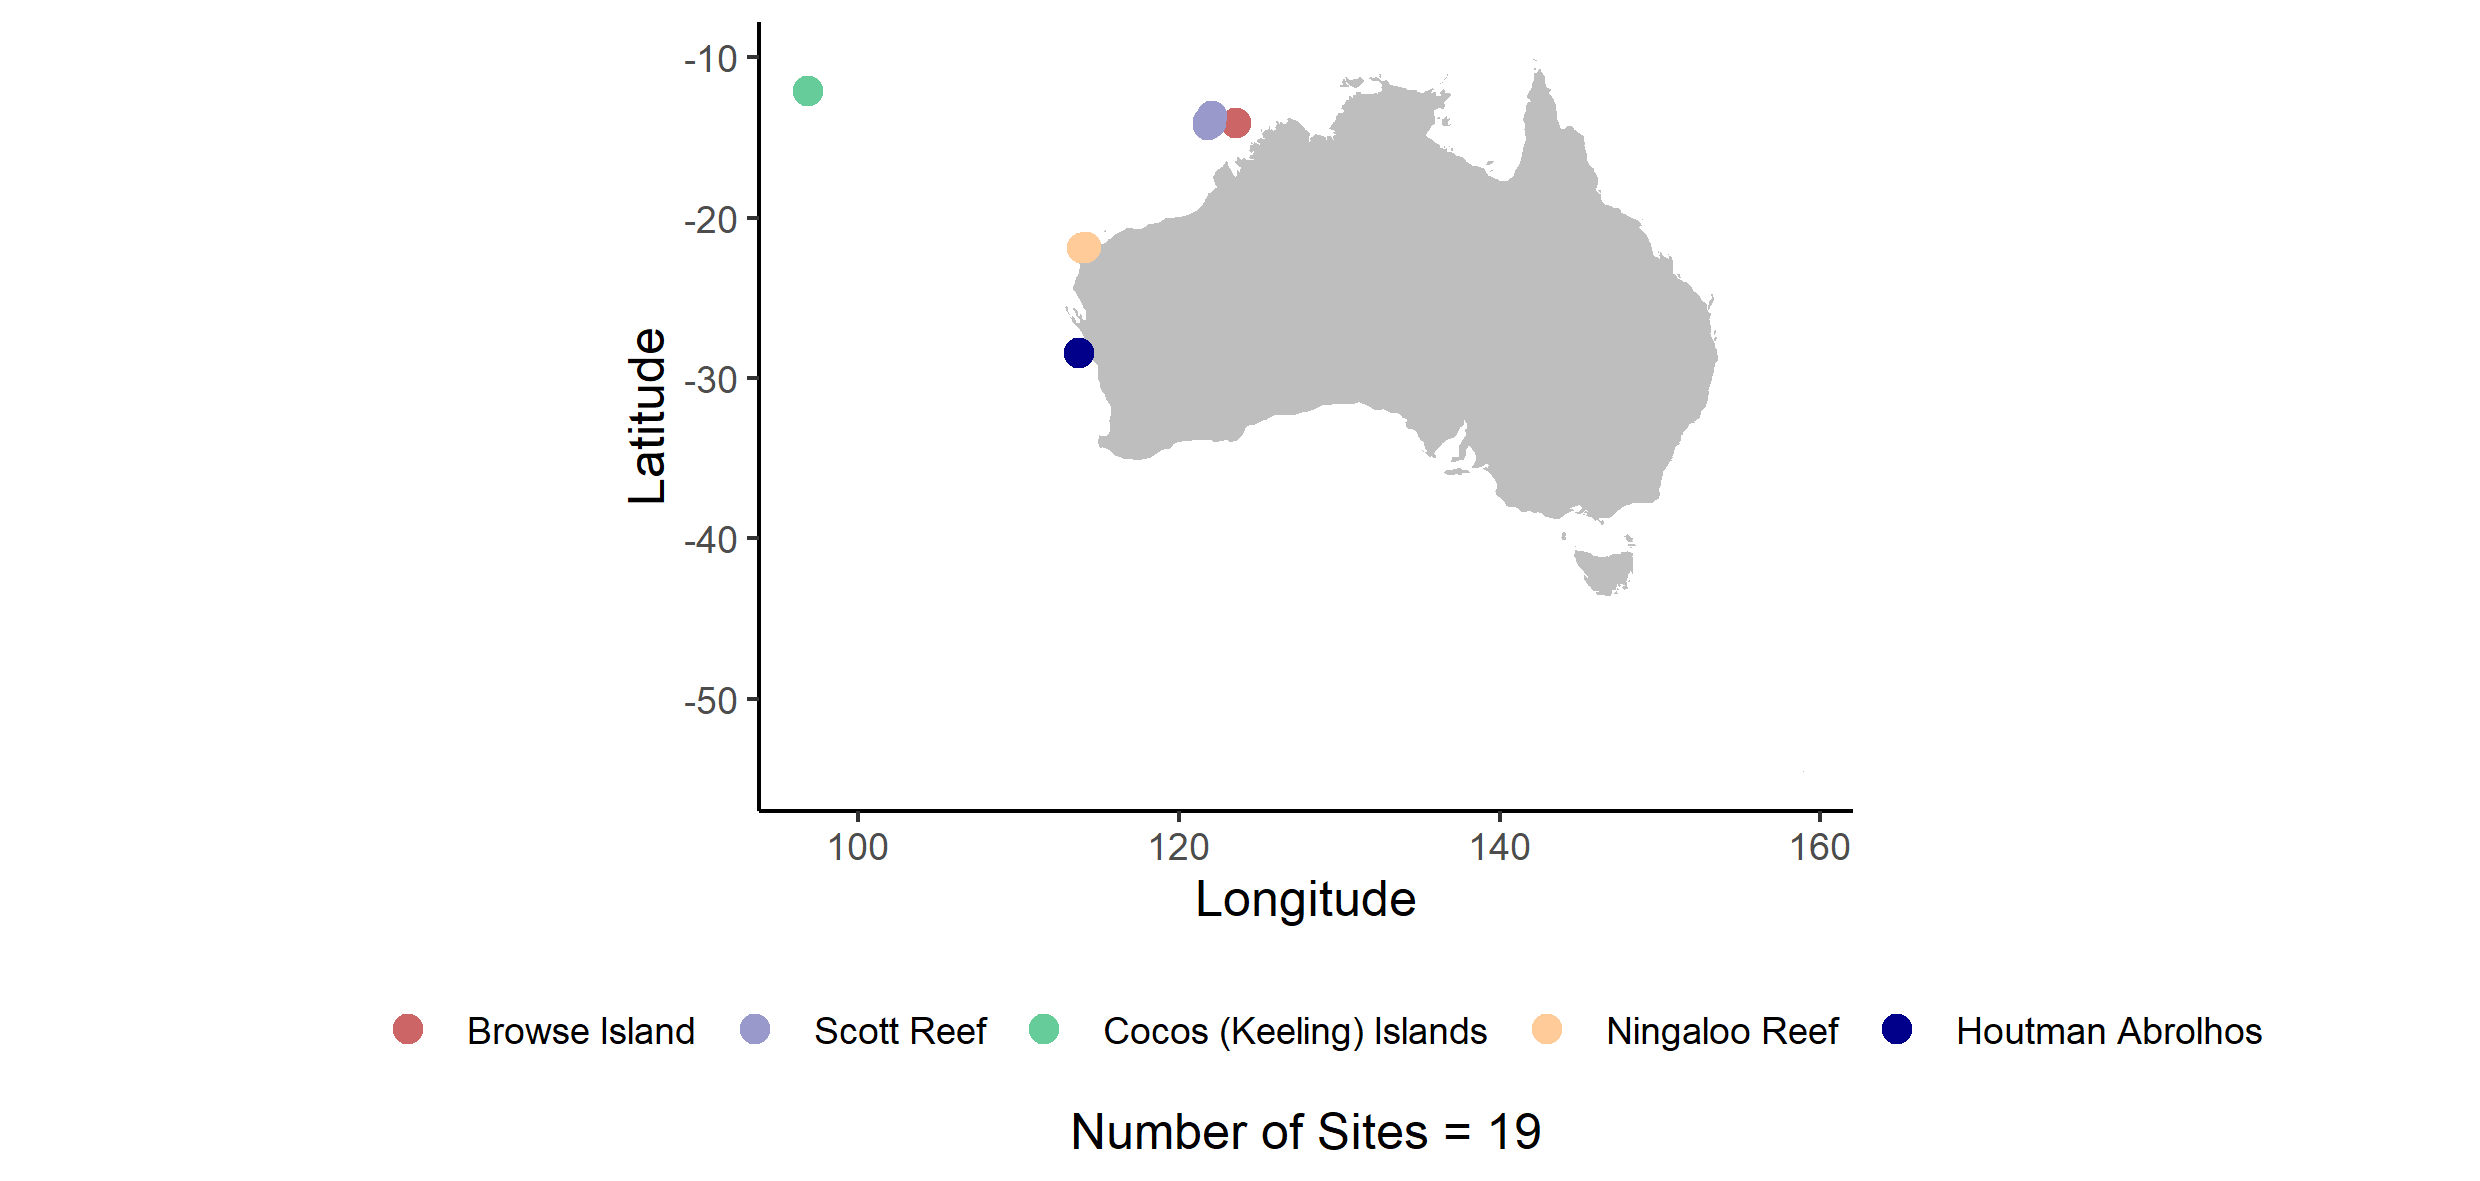 -10
-20
-30
-40
-50
Latitude
100 120 140 160
Longitude
Browse Island Scott Reef Cocos (Keeling) Islands Ningaloo Reef Houtman Abrolhos
Number of Sites = 19